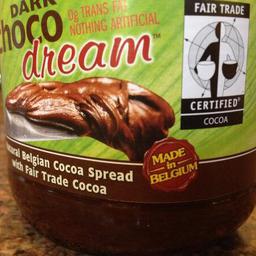 DARK
choco
dream™
0g TRANS FAT
NOTHING ARTIFICIAL
FAIR TRADE
CERTIFIED®
COCOA
Natural Belgian Cocoa Spread
with Fair Trade Cocoa
MADE
in
BELGIUM